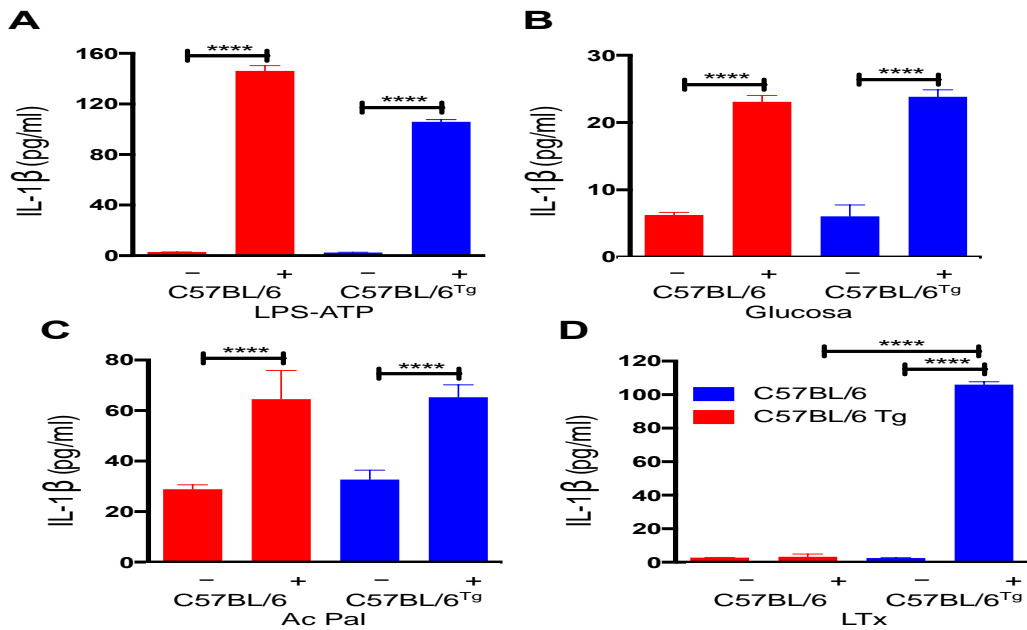 A
****
****
160
120
80
40
0
IL-1β (pg/ml)
− + − +
C57BL/6 C57BL/6Tg
LPS-ATP
B
****
****
30
20
10
0
IL-1β (pg/ml)
− + − +
C57BL/6 C57BL/6Tg
Glucosa
C
****
****
80
60
40
20
0
IL-1β (pg/ml)
− + − +
C57BL/6 C57BL/6Tg
Ac Pal
D
****
****
120
100
80
60
40
20
0
IL-1β (pg/ml)
C57BL/6
C57BL/6 Tg
− + − +
C57BL/6 C57BL/6Tg
LTx